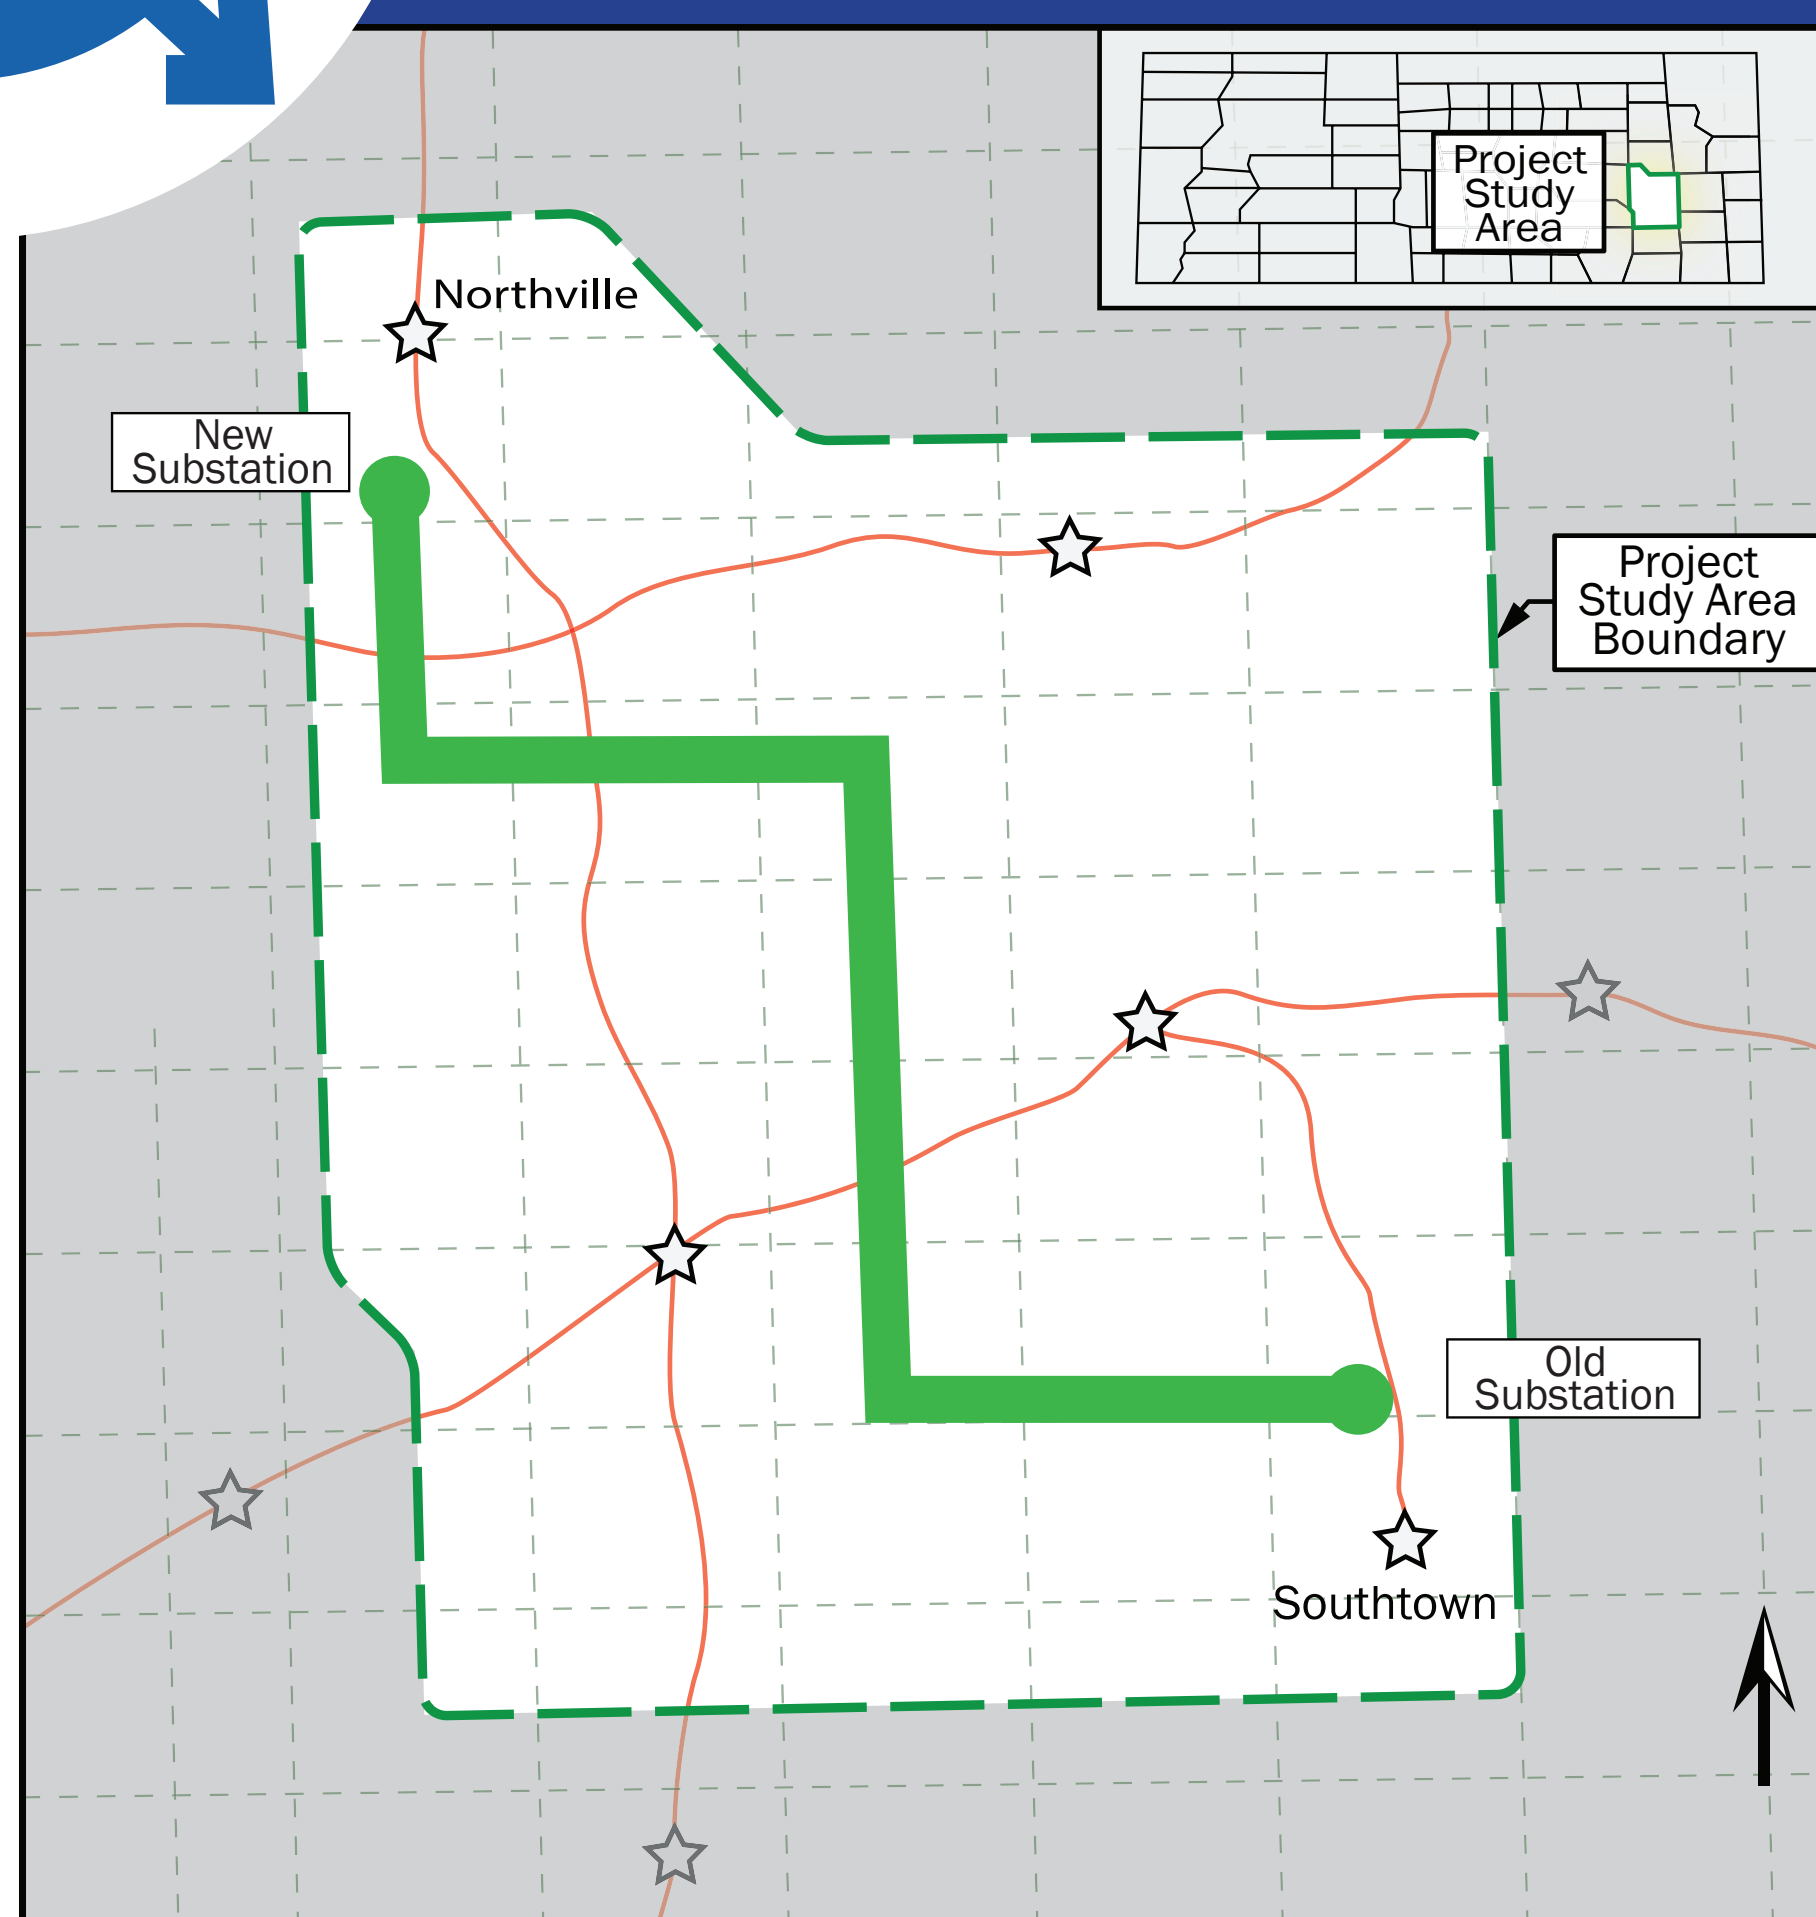 Project
Study
Area
Northville
New
Substation
Project
Study Area
Boundary
Old
Substation
Southtown